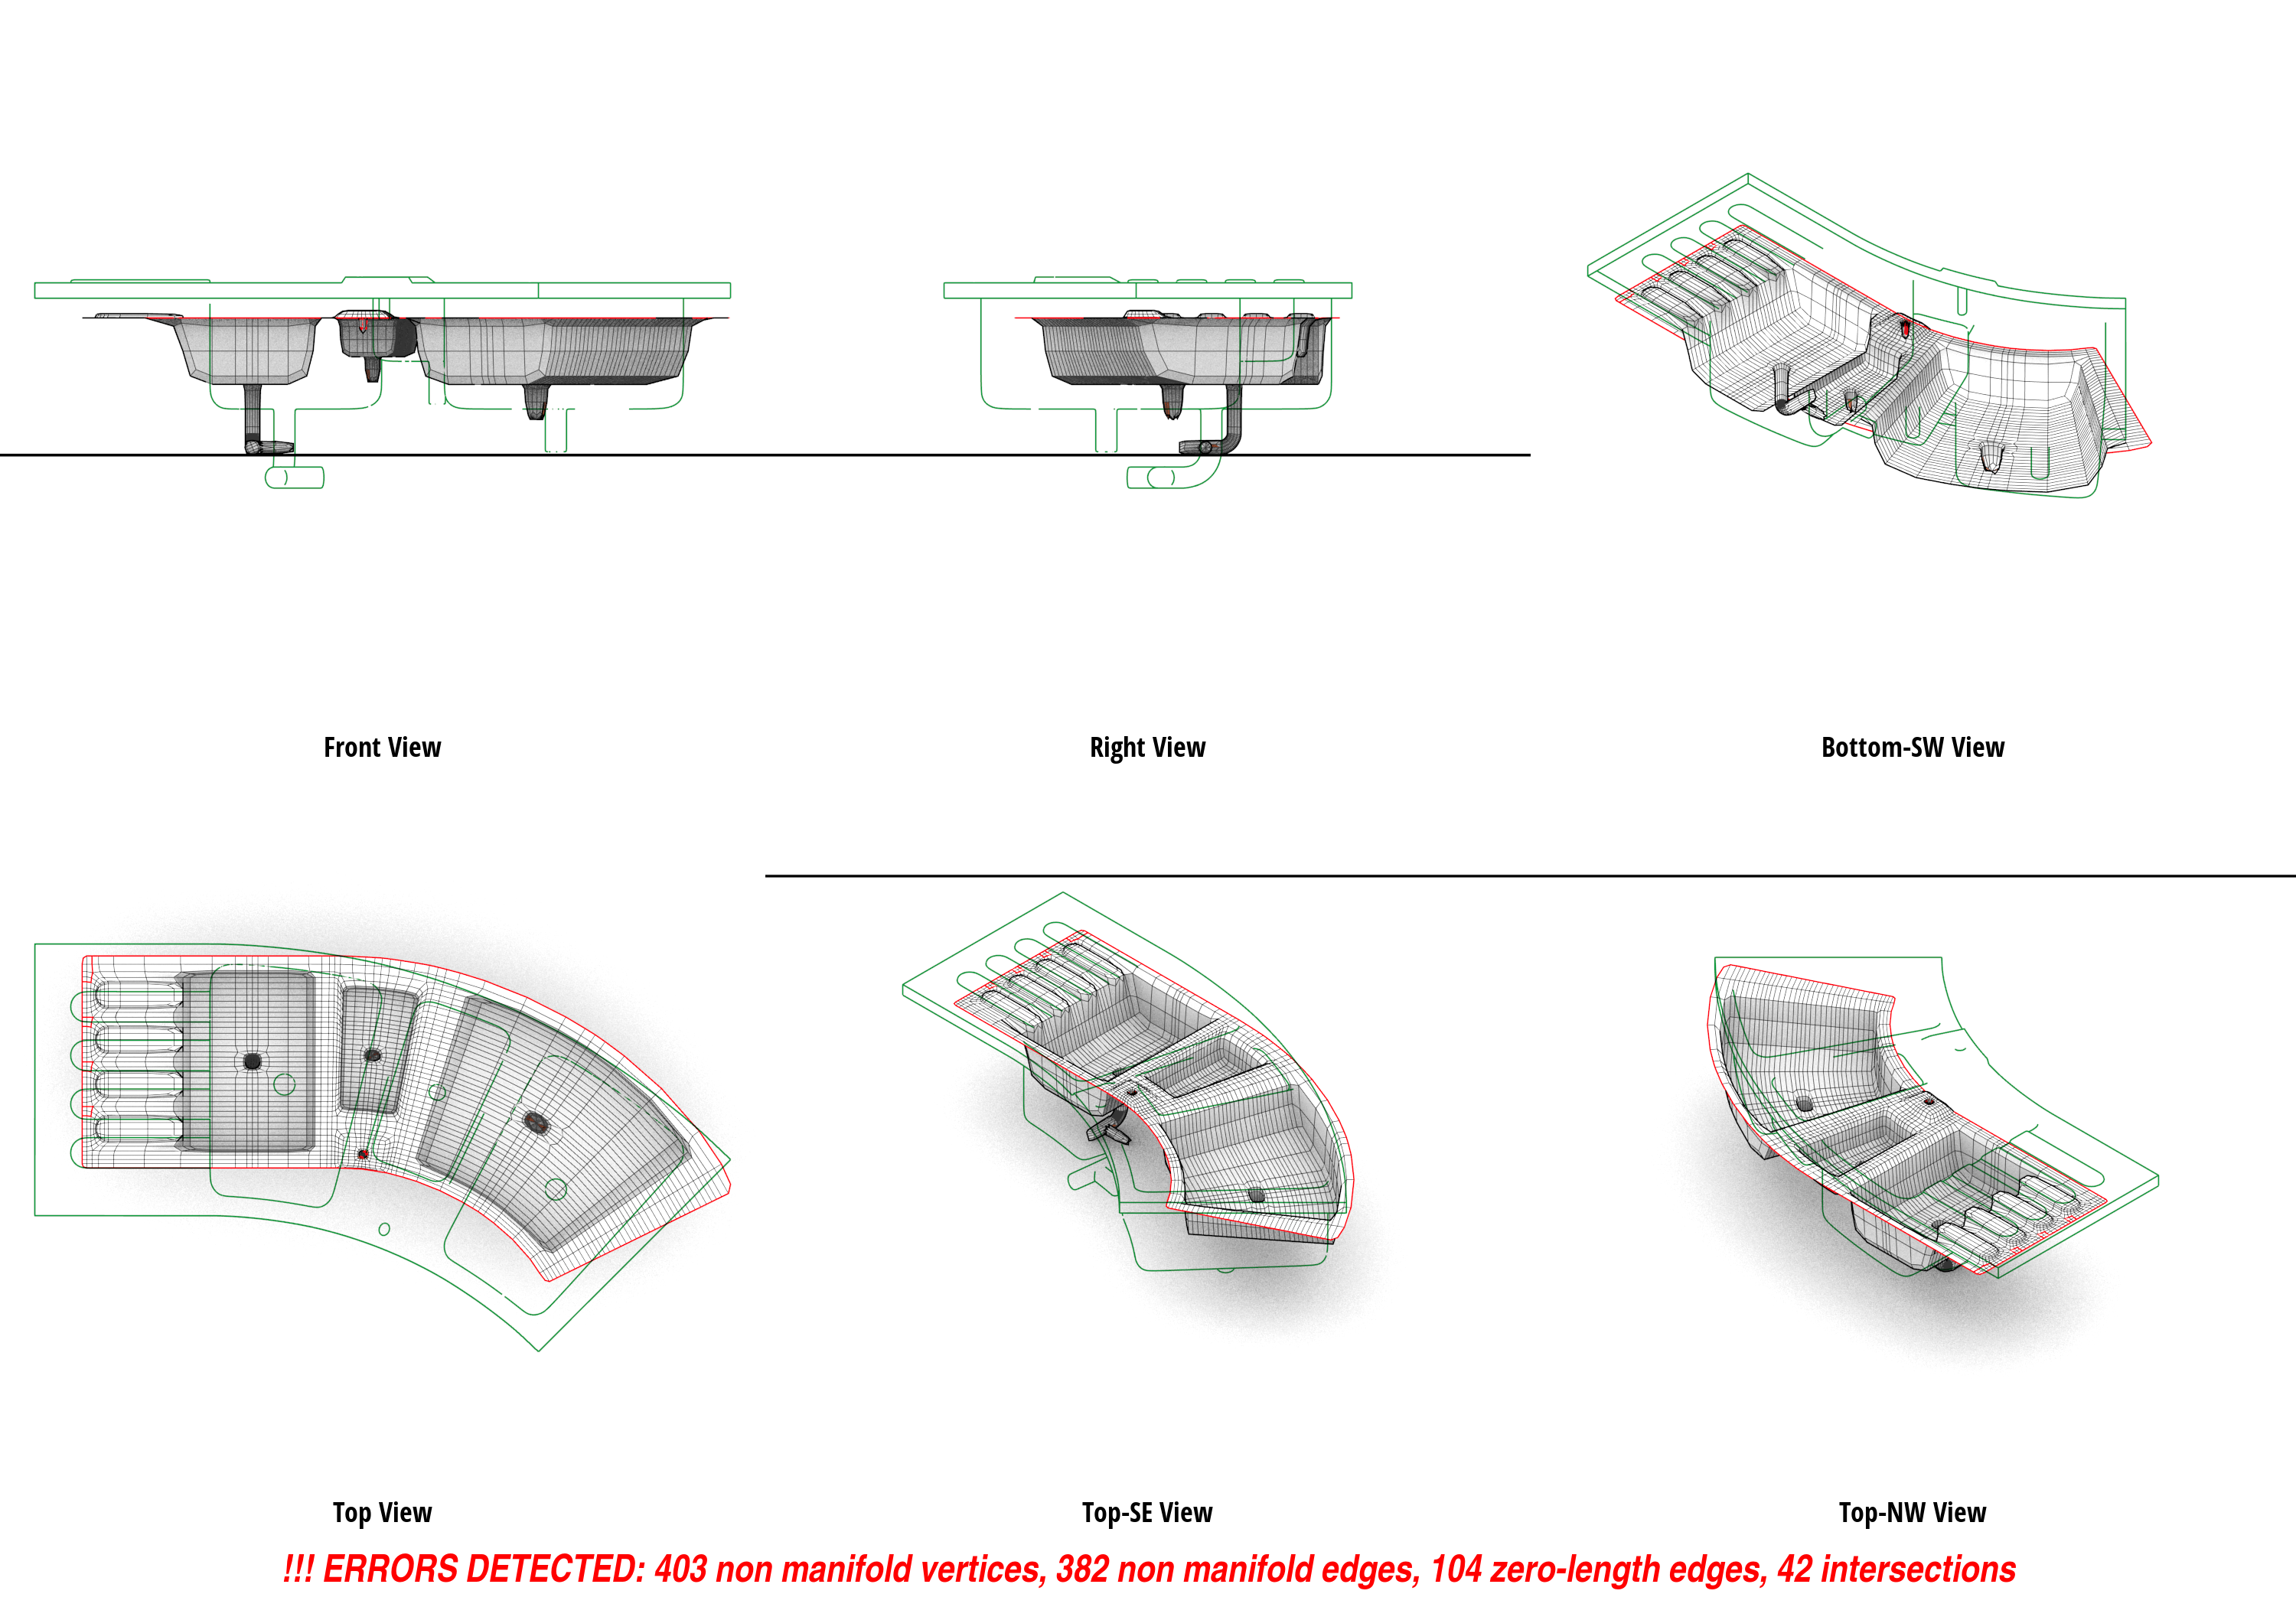 Front View
Right View
Bottom-SW View
Top View
Top-SE View
Top-NW View
!!! ERRORS DETECTED: 403 non manifold vertices, 382 non manifold edges, 104 zero-length edges, 42 intersections